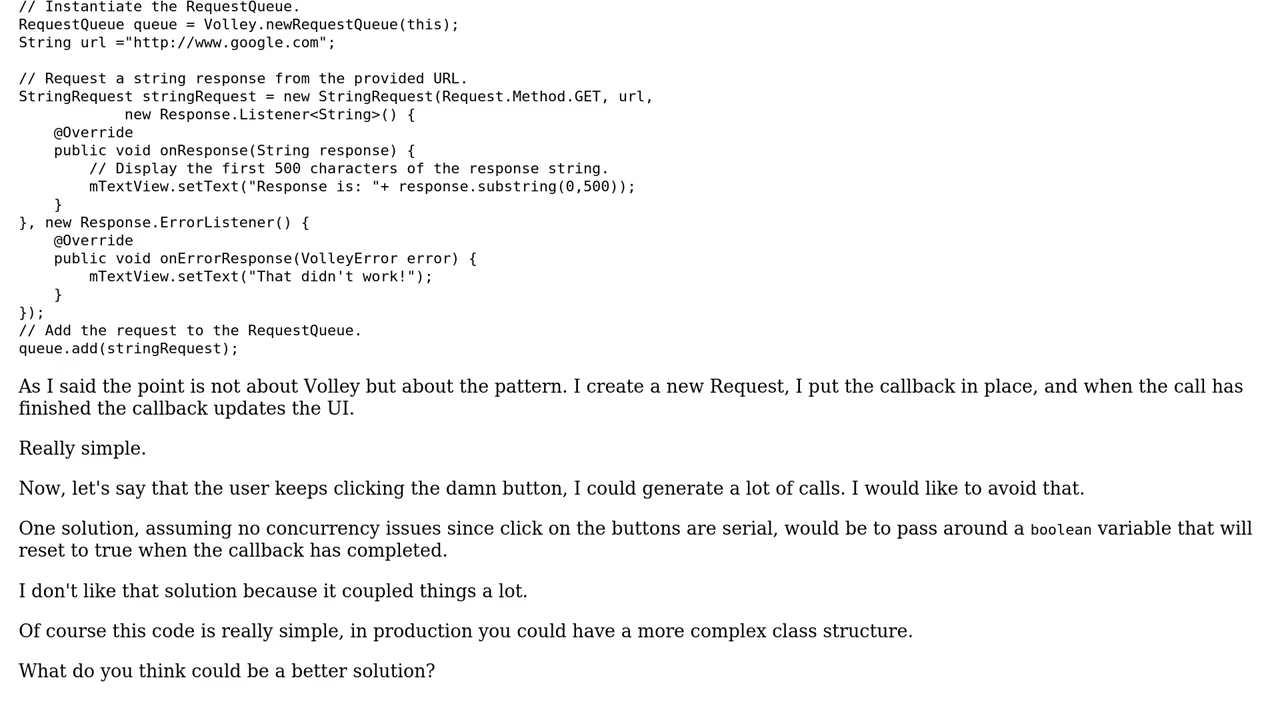 // Instantiate the RequestQueue.
RequestQueue queue = Volley.newRequestQueue(this);
String url ="http://www.google.com";

// Request a string response from the provided URL.
StringRequest stringRequest = new StringRequest(Request.Method.GET, url,
            new Response.Listener<String>() {
    @Override
    public void onResponse(String response) {
        // Display the first 500 characters of the response string.
        mTextView.setText("Response is: "+ response.substring(0,500));
    }
}, new Response.ErrorListener() {
    @Override
    public void onErrorResponse(VolleyError error) {
        mTextView.setText("That didn't work!");
    }
});
// Add the request to the RequestQueue.
queue.add(stringRequest);
As I said the point is not about Volley but about the pattern. I create a new Request, I put the callback in place, and when the call has
finished the callback updates the UI.
Really simple.
Now, let's say that the user keeps clicking the damn button, I could generate a lot of calls. I would like to avoid that.
One solution, assuming no concurrency issues since click on the buttons are serial, would be to pass around a boolean variable that will
reset to true when the callback has completed.
I don't like that solution because it coupled things a lot.
Of course this code is really simple, in production you could have a more complex class structure.
What do you think could be a better solution?